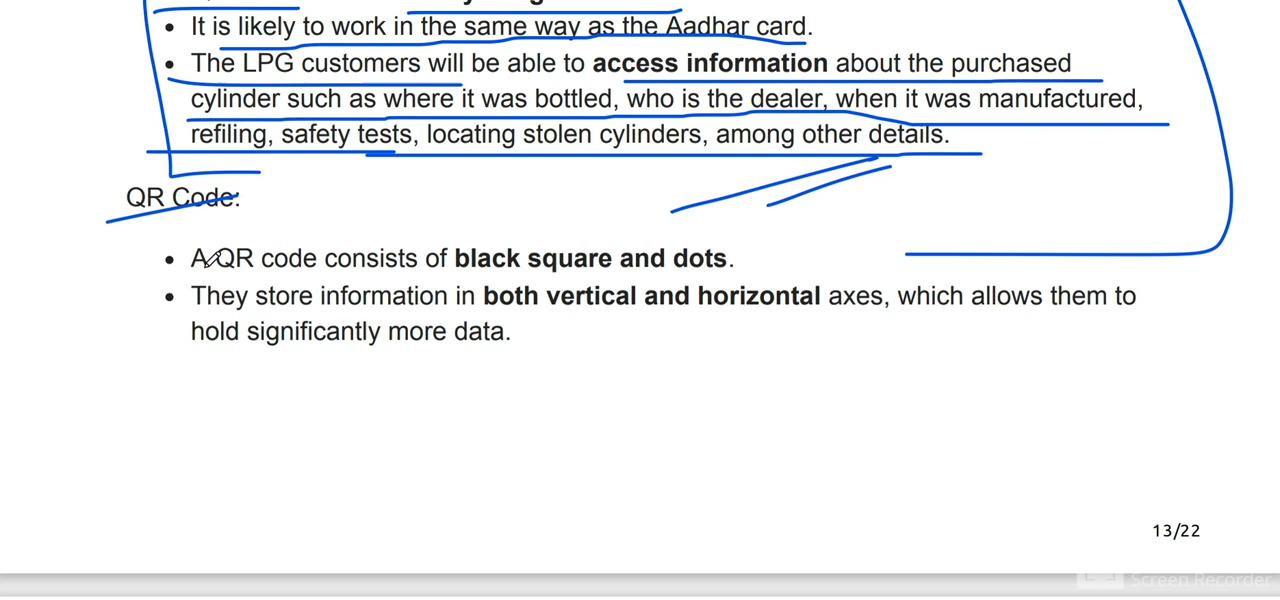 • It is likely to work in the same way as the Aadhar card.
• The LPG customers will be able to access information about the purchased
cylinder such as where it was bottled, who is the dealer, when it was manufactured,
refiling, safety tests, locating stolen cylinders, among other details.
QR Code:
• A QR code consists of black square and dots.
• They store information in both vertical and horizontal axes, which allows them to
hold significantly more data.
13/22
Screen Recorder